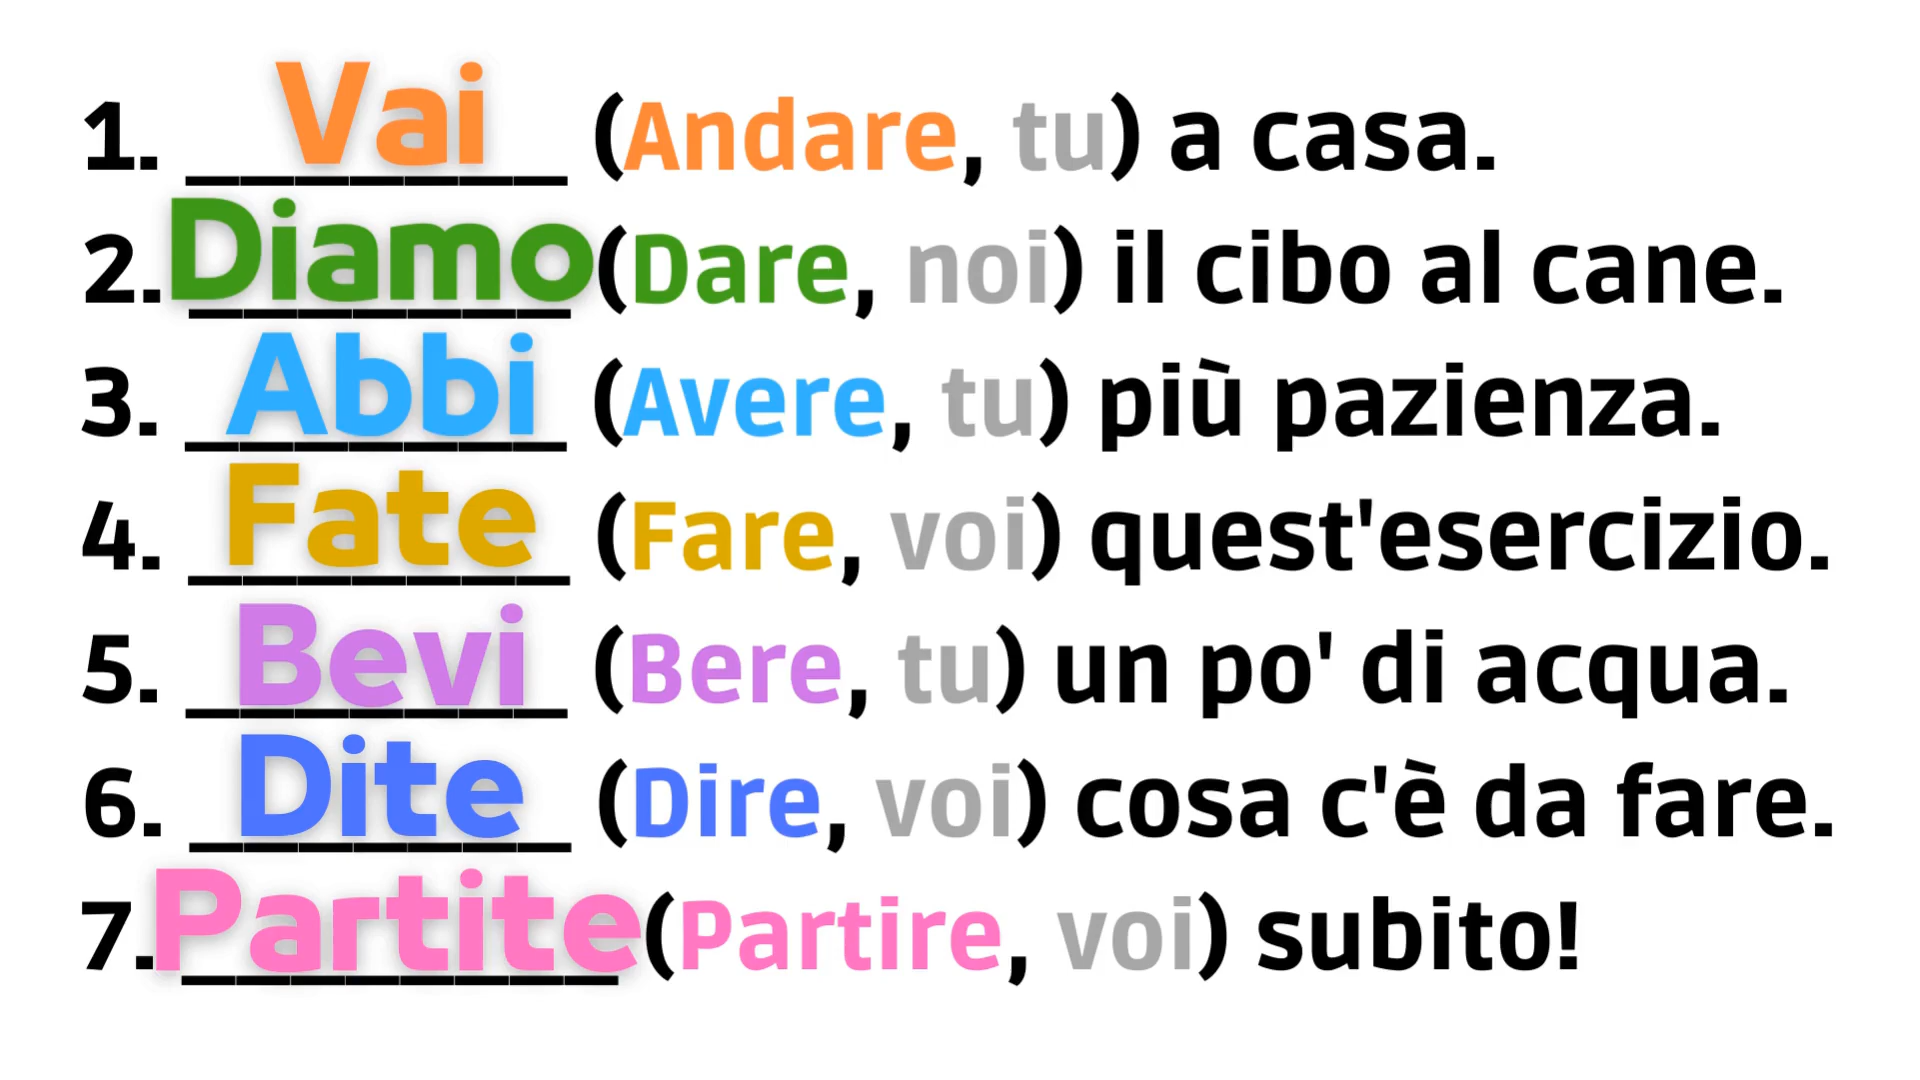 1. Vai (Andare, tu) a casa.
2. Diamo (Dare, noi) il cibo al cane.
3. Abbi (Avere, tu) più pazienza.
4. Fate (Fare, voi) quest'esercizio.
5. Bevi (Bere, tu) un po' di acqua.
6. Dite (Dire, voi) cosa c'è da fare.
7. Partite (Partire, voi) subito!